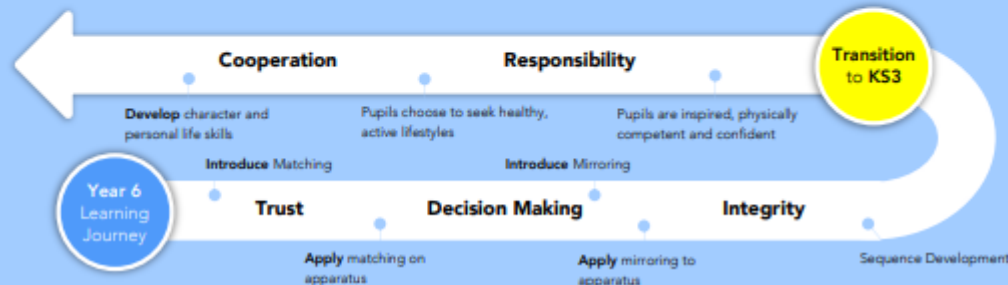 Cooperation
Responsibility
Transition
to KS3
Develop character and
personal life skills
Pupils choose to seek healthy,
active lifestyles
Pupils are inspired, physically
competent and confident
Introduce Matching
Introduce Mirroring
Year 6
Learning
Journey
Trust
Decision Making
Integrity
Apply matching on
apparatus
Apply mirroring to
apparatus
Sequence Development